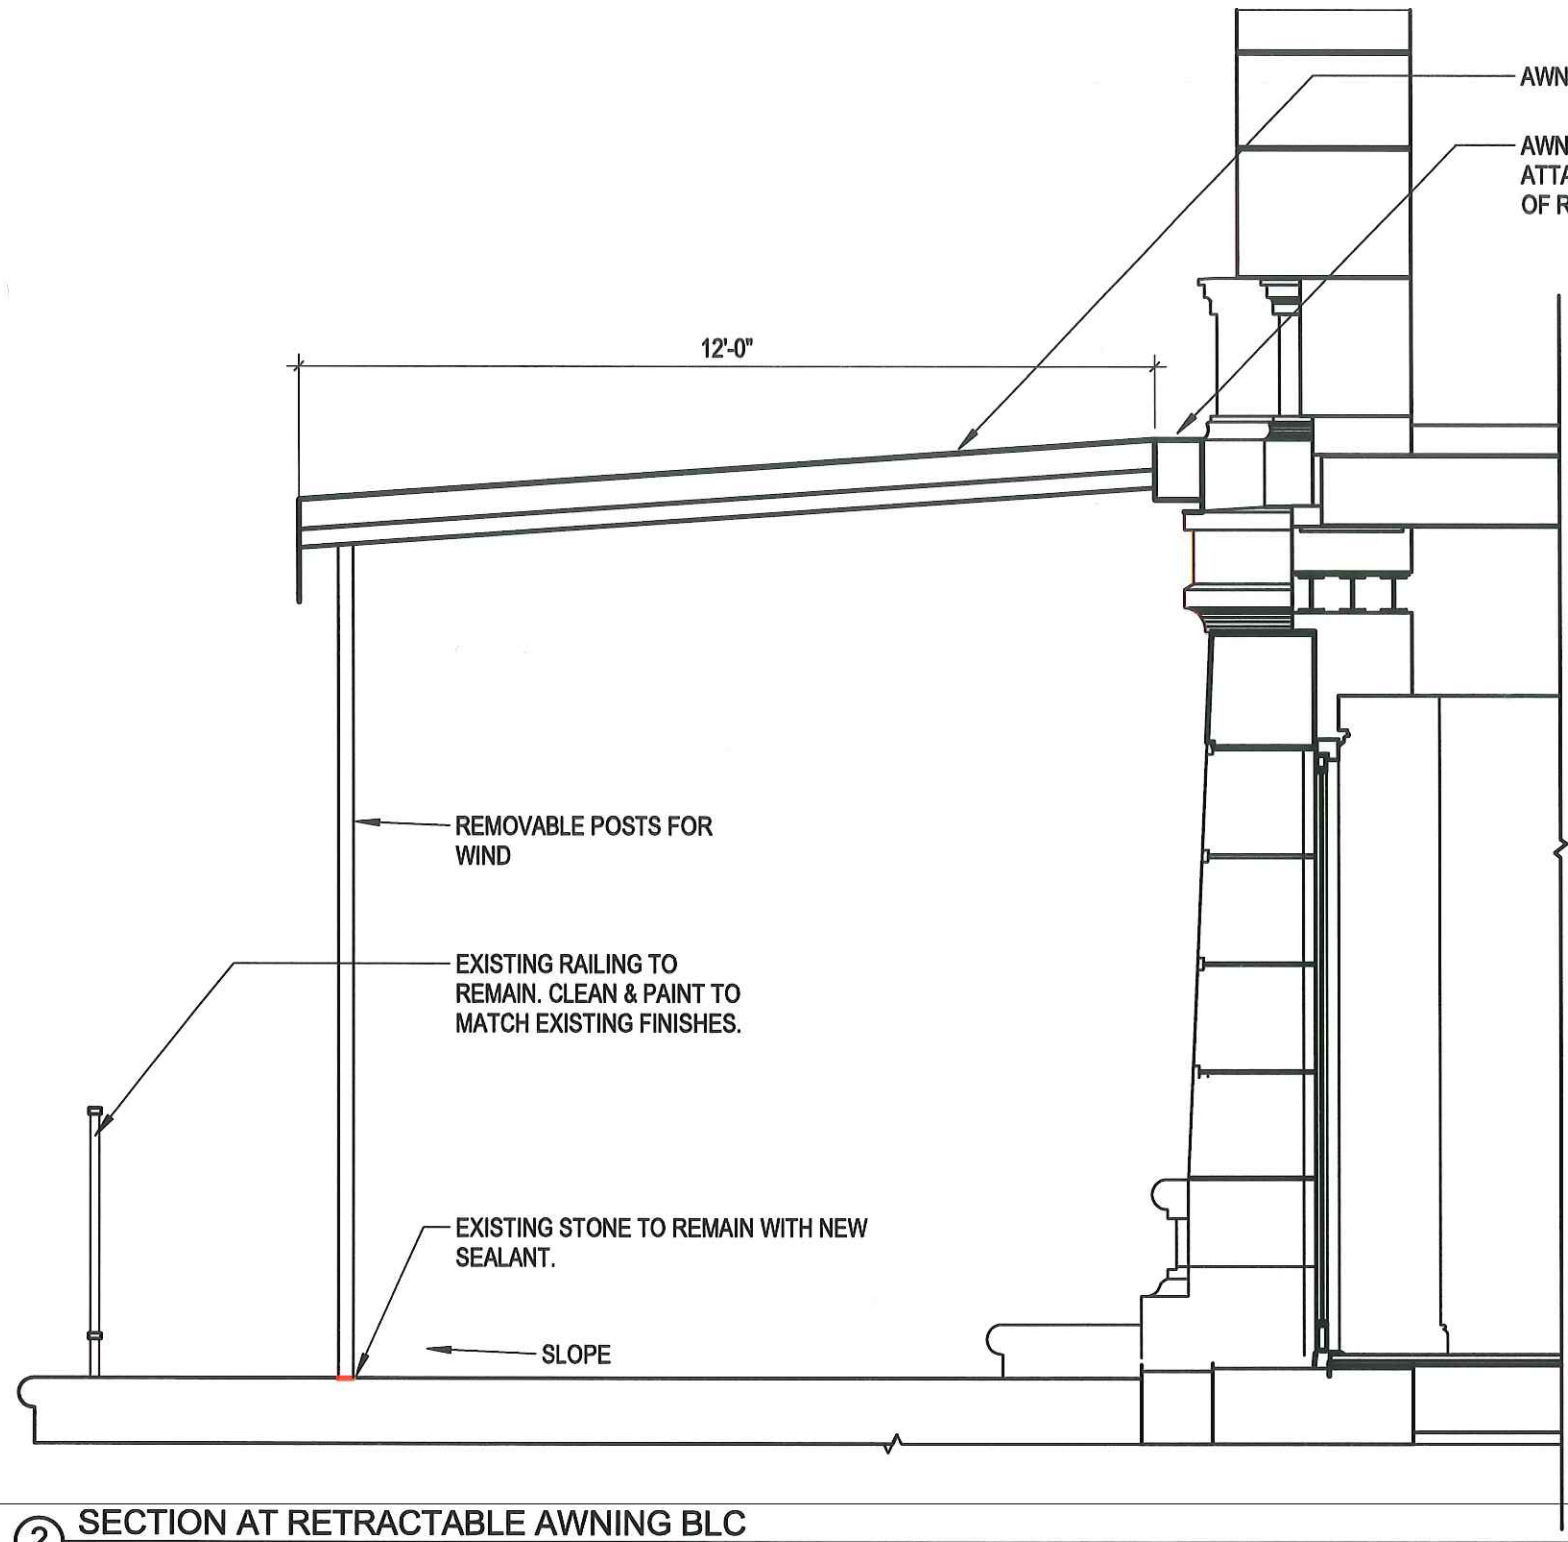 AWN
AWN
ATTA
OF R
12'-0"
REMOVABLE POSTS FOR
WIND
EXISTING RAILING TO
REMAIN. CLEAN & PAINT TO
MATCH EXISTING FINISHES.
EXISTING STONE TO REMAIN WITH NEW
SEALANT.
SLOPE
2 SECTION AT RETRACTABLE AWNING BLC